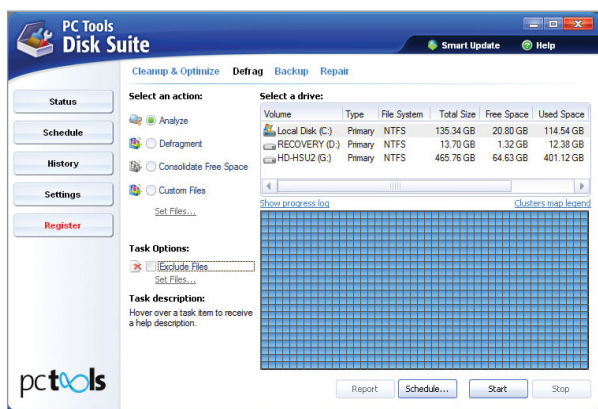 PC Tools
Disk Suite
Smart Update
Help
Cleanup & Optimize Defrag Backup Repair
Status
Schedule
History
Settings
Register
Select an action:
Analyze
Defragment
Consolidate Free Space
Custom Files
Set Files...
Task Options:
Exclude Files
Set Files...
Task description:
Hover over a task item to receive
a help description.
Select a drive:
Volume Type File System Total Size Free Space Used Space
Local Disk (C:) Primary NTFS 135.34 GB 20.80 GB 114.54 GB
RECOVERY (D:) Primary NTFS 13.70 GB 1.32 GB 12.38 GB
HD-HSU2 (G:) Primary NTFS 465.76 GB 64.63 GB 401.12 GB
Show progress log Clusters map legend
Report Schedule... Start Stop
pctools